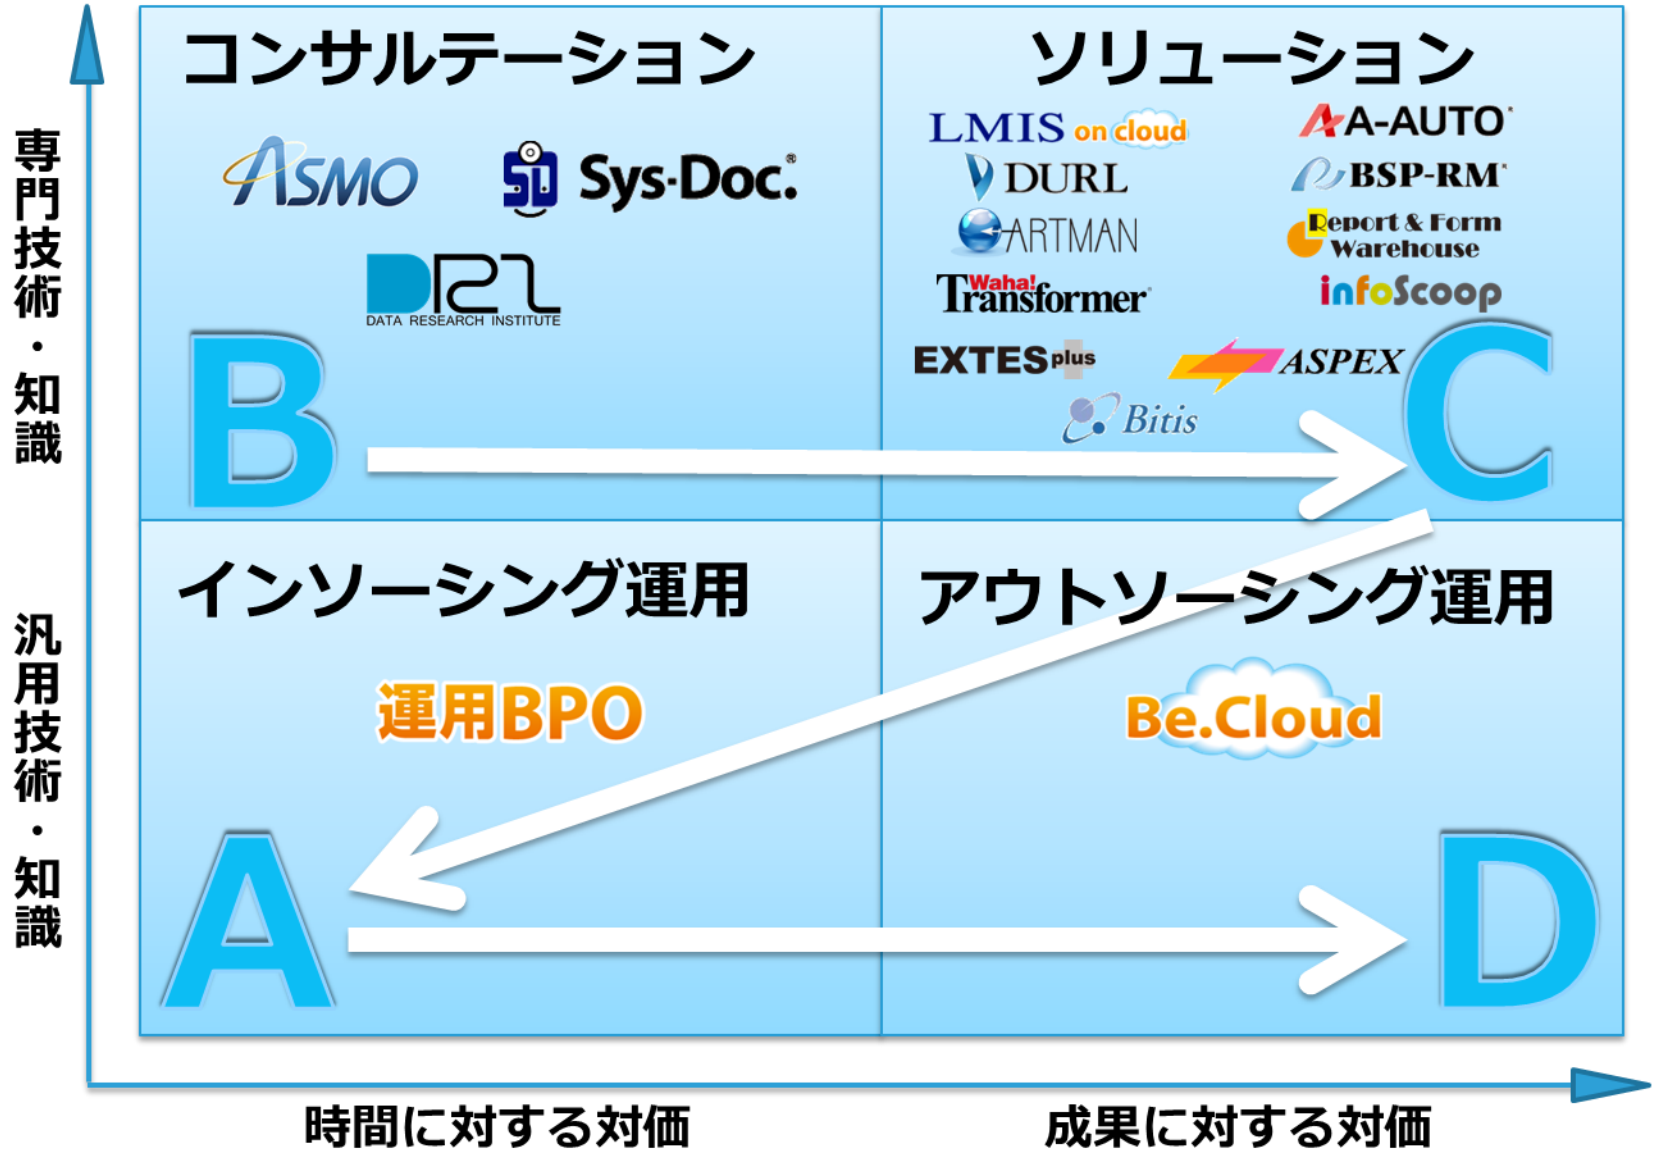 専門技術・知識
汎用技術・知識
コンサルテーション
ASMO
SD Sys-Doc.®
DRI
DATA RESEARCH INSTITUTE
B
ソリューション
LMIS on cloud
A-AUTO
DURL
BSP-RM
ARTMAN
Report & Form
Warehouse
Waha!
Transformer
infoScoop
EXTES plus
ASPEX
Bitis
C
インソーシング運用
運用BPO
A
アウトソーシング運用
Be.Cloud
D
時間に対する対価
成果に対する対価